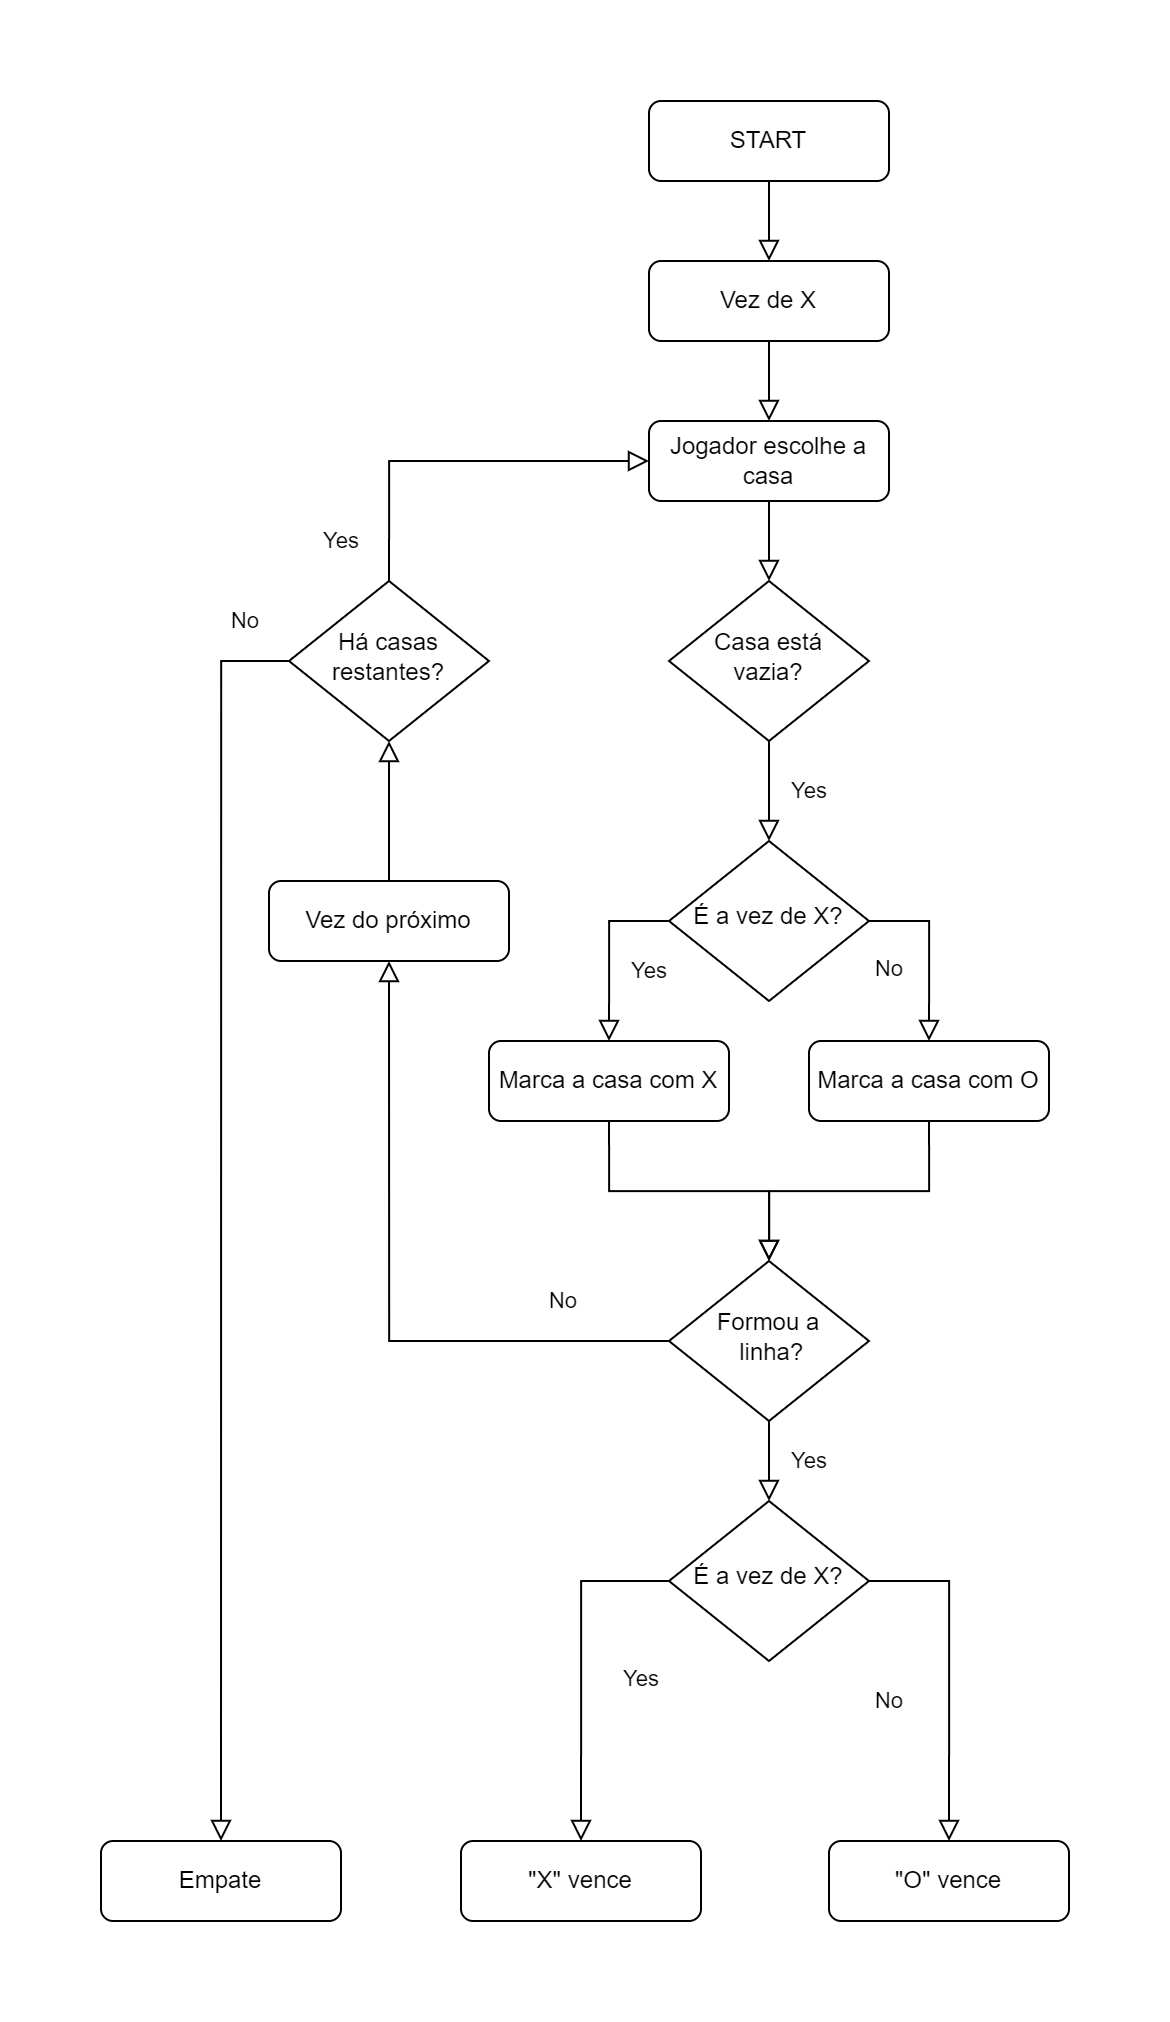 START
Vez de X
Jogador escolhe a
casa
Yes
No
Há casas
restantes?
Casa está
vazia?
Yes
Vez do próximo
É a vez de X?
Yes
No
Marca a casa com X
Marca a casa com O
No
Formou a
linha?
Yes
É a vez de X?
Yes
No
Empate
"X" vence
"O" vence